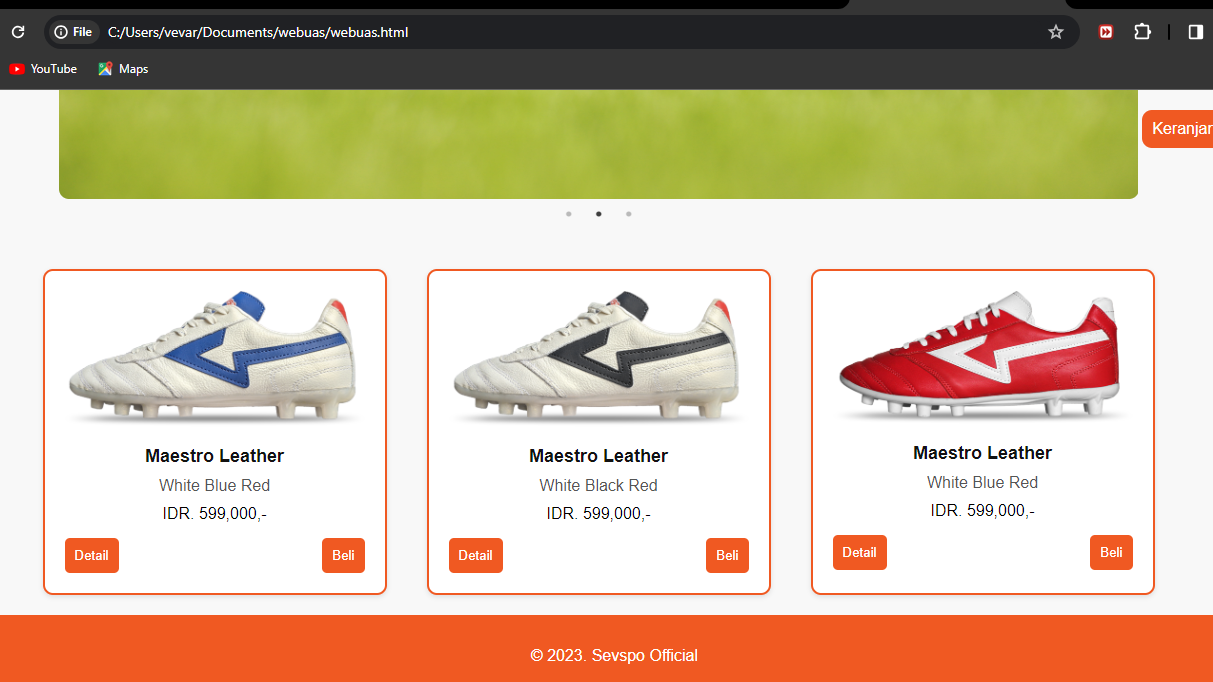 File C:/Users/vevar/Documents/webuas/webuas.html
YouTube Maps
Keranjar
Maestro Leather
White Blue Red
IDR. 599,000,-
Detail Beli
Maestro Leather
White Black Red
IDR. 599,000,-
Detail Beli
Maestro Leather
White Blue Red
IDR. 599,000,-
Detail Beli
© 2023. Sevspo Official